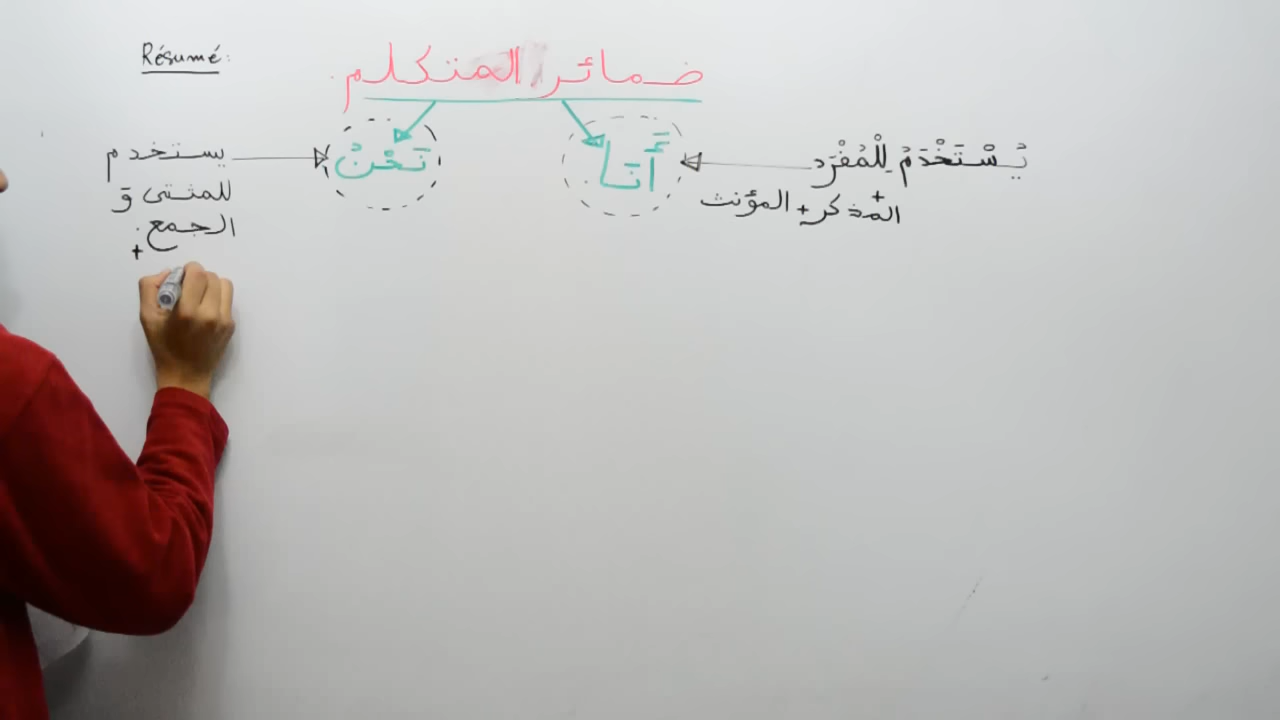 Résumé:
ضمائر المتكلم
أَنَا
نَحْنُ
يُسْتَخْدَمُ لِلْمُفْرَد
+
المذكر + المؤنث
يستخدم
للمثنى وَ
الجمع.
+